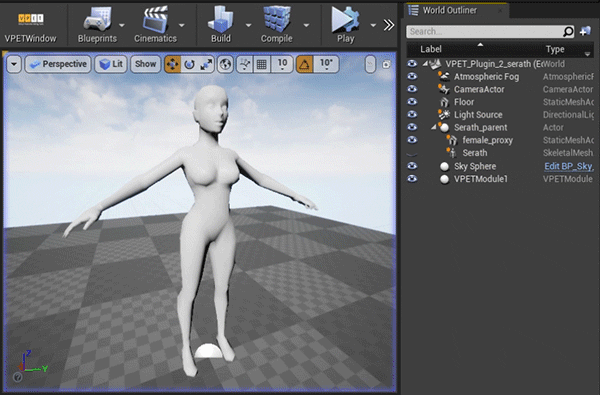 VPET
VPETWindow
Blueprints
Cinematics
Build
Compile
Play
Perspective
Lit
Show
10
10°
Z
Y
World Outliner
Search...
Label
Type
VPET_Plugin_2_serath (E
World
Atmospheric Fog
AtmosphericF
CameraActor
CameraActor
Floor
StaticMeshAc
Light Source
DirectionalLig
Serath_parent
Actor
female_proxy
StaticMeshAc
Serath
SkeletalMesh
Sky Sphere
Edit BP_Sky_
VPETModule1
VPETModule